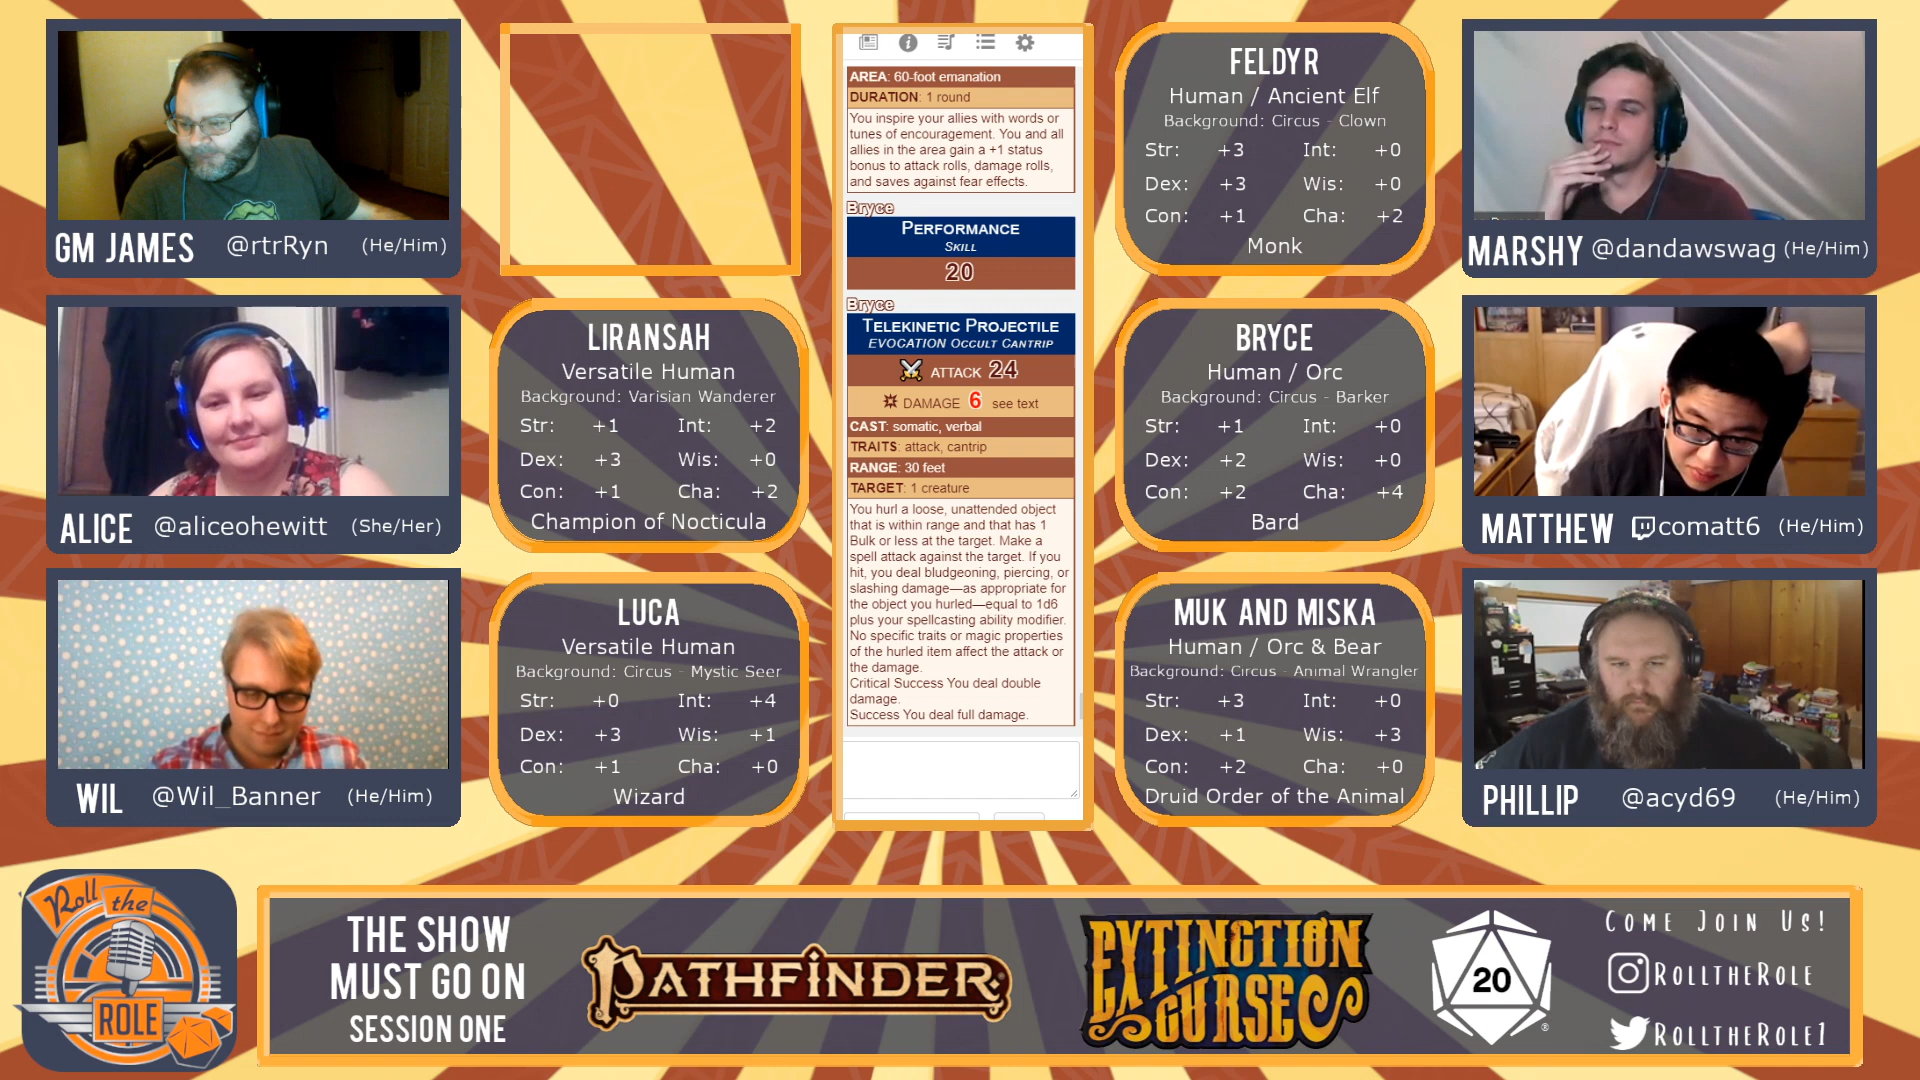 GM JAMES @rtrRyn (He/Him)
ALICE @aliceohewitt (She/Her)
WIL @Wil_Banner (He/Him)
LIRANSAH
Versatile Human
Background: Varisian Wanderer
Str: +1 Int: +2
Dex: +3 Wis: +0
Con: +1 Cha: +2
Champion of Nocticula
LUCA
Versatile Human
Background: Circus - Mystic Seer
Str: +0 Int: +4
Dex: +3 Wis: +1
Con: +1 Cha: +0
Wizard
AREA: 60-foot emanation
DURATION: 1 round
You inspire your allies with words or
tunes of encouragement. You and all
allies in the area gain a +1 status
bonus to attack rolls, damage rolls,
and saves against fear effects.
Bryce
PERFORMANCE
SKILL
20
Bryce
TELEKINETIC PROJECTILE
EVOCATION OCCULT CANTRIP
ATTACK 24
DAMAGE 6 see text
CAST: somatic, verbal
TRAITS: attack, cantrip
RANGE: 30 feet
TARGET: 1 creature
You hurl a loose, unattended object
that is within range and that has 1
Bulk or less at the target. Make a
spell attack against the target. If you
hit, you deal bludgeoning, piercing, or
slashing damage—as appropriate for
the object you hurled—equal to 1d6
plus your spellcasting ability modifier.
No specific traits or magic properties
of the hurled item affect the attack or
the damage.
Critical Success You deal double
damage.
Success You deal full damage.
FELDYR
Human / Ancient Elf
Background: Circus - Clown
Str: +3 Int: +0
Dex: +3 Wis: +0
Con: +1 Cha: +2
Monk
BRYCE
Human / Orc
Background: Circus - Barker
Str: +1 Int: +0
Dex: +2 Wis: +0
Con: +2 Cha: +4
Bard
MUK AND MISKA
Human / Orc & Bear
Background: Circus - Animal Wrangler
Str: +3 Int: +0
Dex: +1 Wis: +3
Con: +2 Cha: +0
Druid Order of the Animal
MARSHY @dandawswag (He/Him)
MATTHEW comatt6 (He/Him)
PHILLIP @acyd69 (He/Him)
Roll the
ROLE
THE SHOW
MUST GO ON
SESSION ONE
PATHFINDER
EXTINCTION
CURSE
20
COME JOIN US!
ROLLTHEROLE
ROLLTHEROLE1